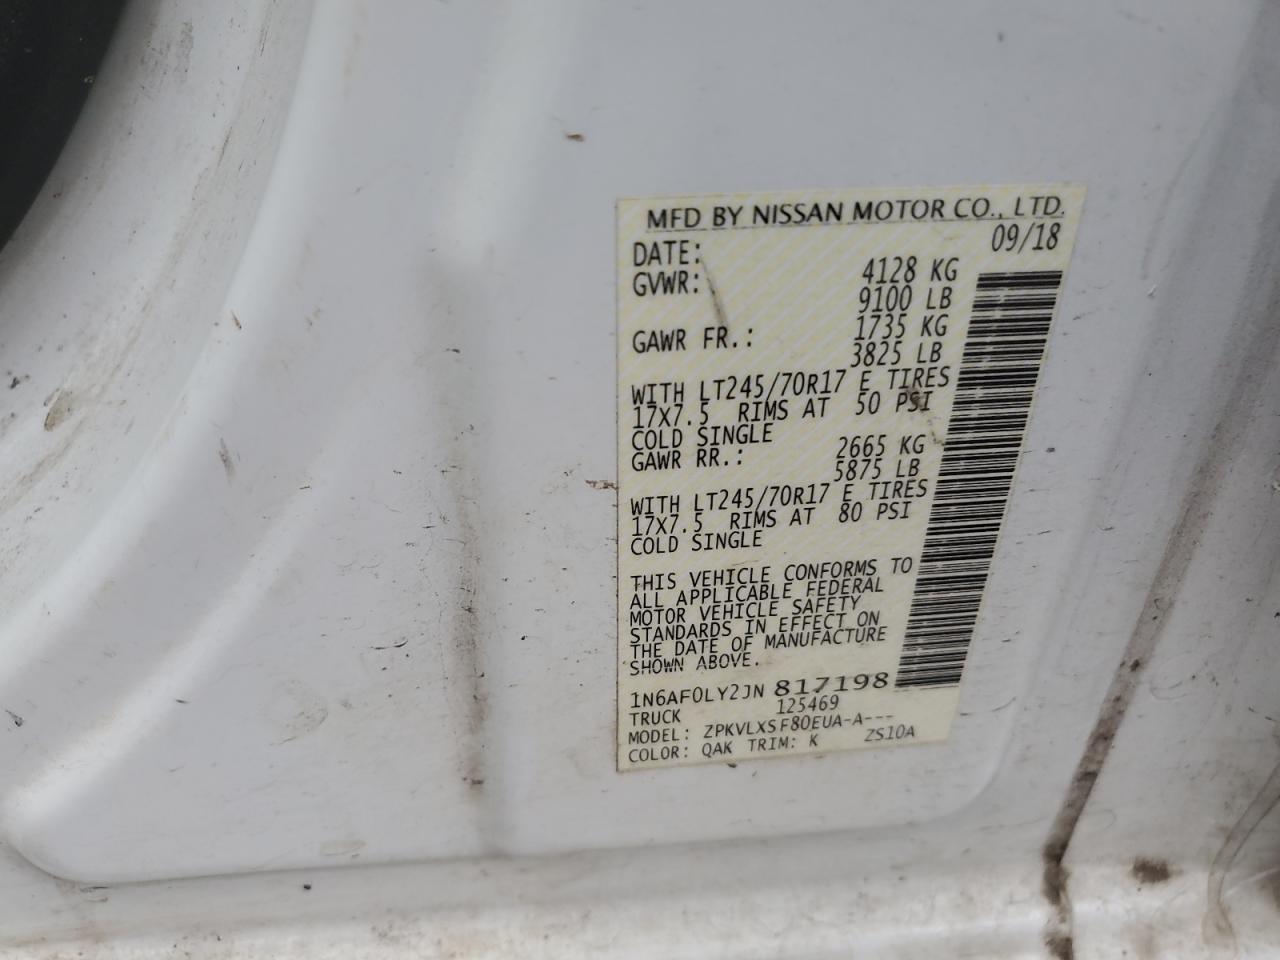 MFD BY NISSAN MOTOR CO., LTD.
DATE: 09/18
GVWR: 4128 KG
9100 LB
GAWR FR.: 1735 KG
3825 LB
WITH LT245/70R17 E TIRES
17X7.5 RIMS AT 50 PSI
COLD SINGLE
GAWR RR.: 2665 KG
5875 LB
WITH LT245/70R17 E TIRES
17X7.5 RIMS AT 80 PSI
COLD SINGLE
THIS VEHICLE CONFORMS TO
ALL APPLICABLE FEDERAL
MOTOR VEHICLE SAFETY
STANDARDS IN EFFECT ON
THE DATE OF MANUFACTURE
SHOWN ABOVE.
1N6AF0LY2JN 817198
TRUCK 125469
MODEL: ZPKVLXSF80EUA-A---
COLOR: QAK TRIM: K ZS10A